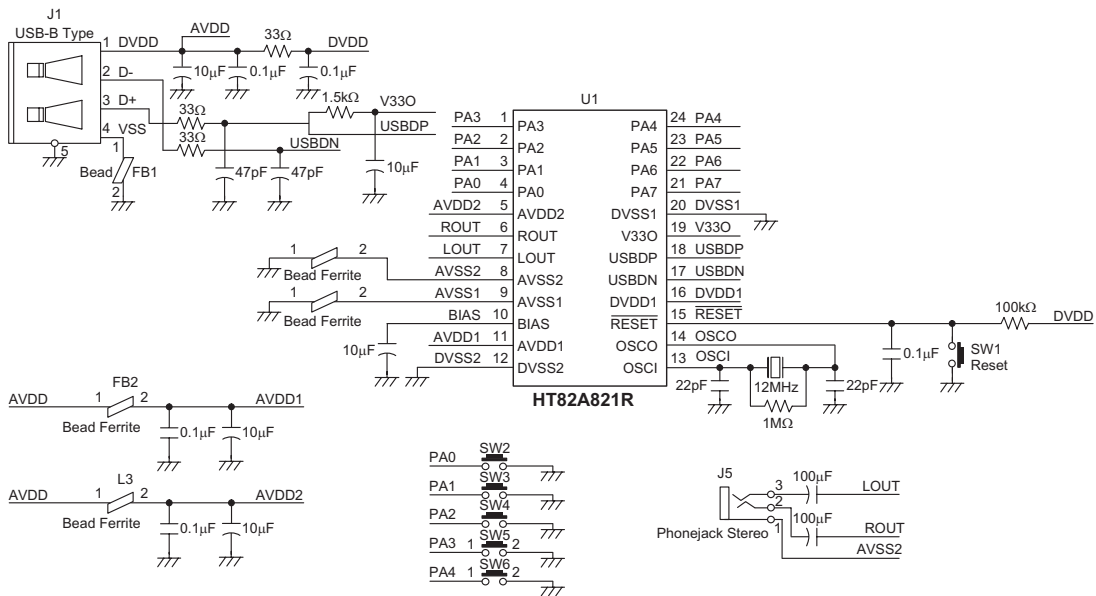 J1
USB-B Type
1 DVDD
2 D-
3 D+
4 VSS
5
1
Bead FB1
2
AVDD
33Ω
DVDD
10μF
0.1μF
0.1μF
33Ω
33Ω
1.5kΩ
V33O
USBDP
USBDN
47pF
47pF
10μF
U1
PA3 1 PA3
PA2 2 PA2
PA1 3 PA1
PA0 4 PA0
AVDD2 5 AVDD2
ROUT 6 ROUT
LOUT 7 LOUT
AVSS2 8 AVSS2
AVSS1 9 AVSS1
BIAS 10 BIAS
AVDD1 11 AVDD1
DVSS2 12 DVSS2
PA4 24 PA4
PA5 23 PA5
PA6 22 PA6
PA7 21 PA7
DVSS1 20 DVSS1
V33O 19 V33O
USBDP 18 USBDP
USBDN 17 USBDN
DVDD1 16 DVDD1
RESET 15 RESET
OSCO 14 OSCO
OSCI 13 OSCI
HT82A821R
1 2
Bead Ferrite
1 2
Bead Ferrite
10μF
100kΩ
DVDD
0.1μF
SW1
Reset
22pF
12MHz
22pF
1MΩ
FB2
AVDD 1 2 AVDD1
Bead Ferrite
0.1μF
10μF
L3
AVDD 1 2 AVDD2
Bead Ferrite
0.1μF
10μF
PA0 SW2
PA1 SW3
PA2 SW4
PA3 1 SW5 2
PA4 1 SW6 2
J5
3
2
1
100μF
LOUT
100μF
ROUT
AVSS2
Phonejack Stereo